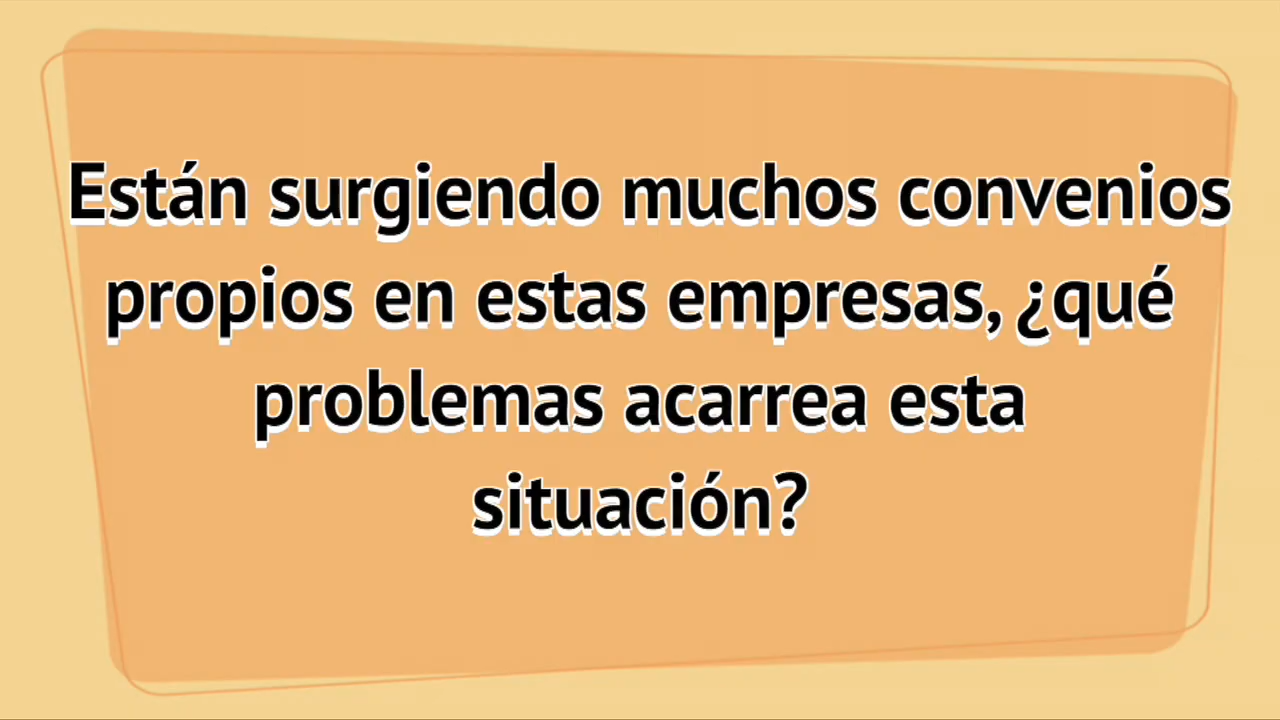 Están surgiendo muchos convenios
propios en estas empresas, ¿qué
problemas acarrea esta
situación?